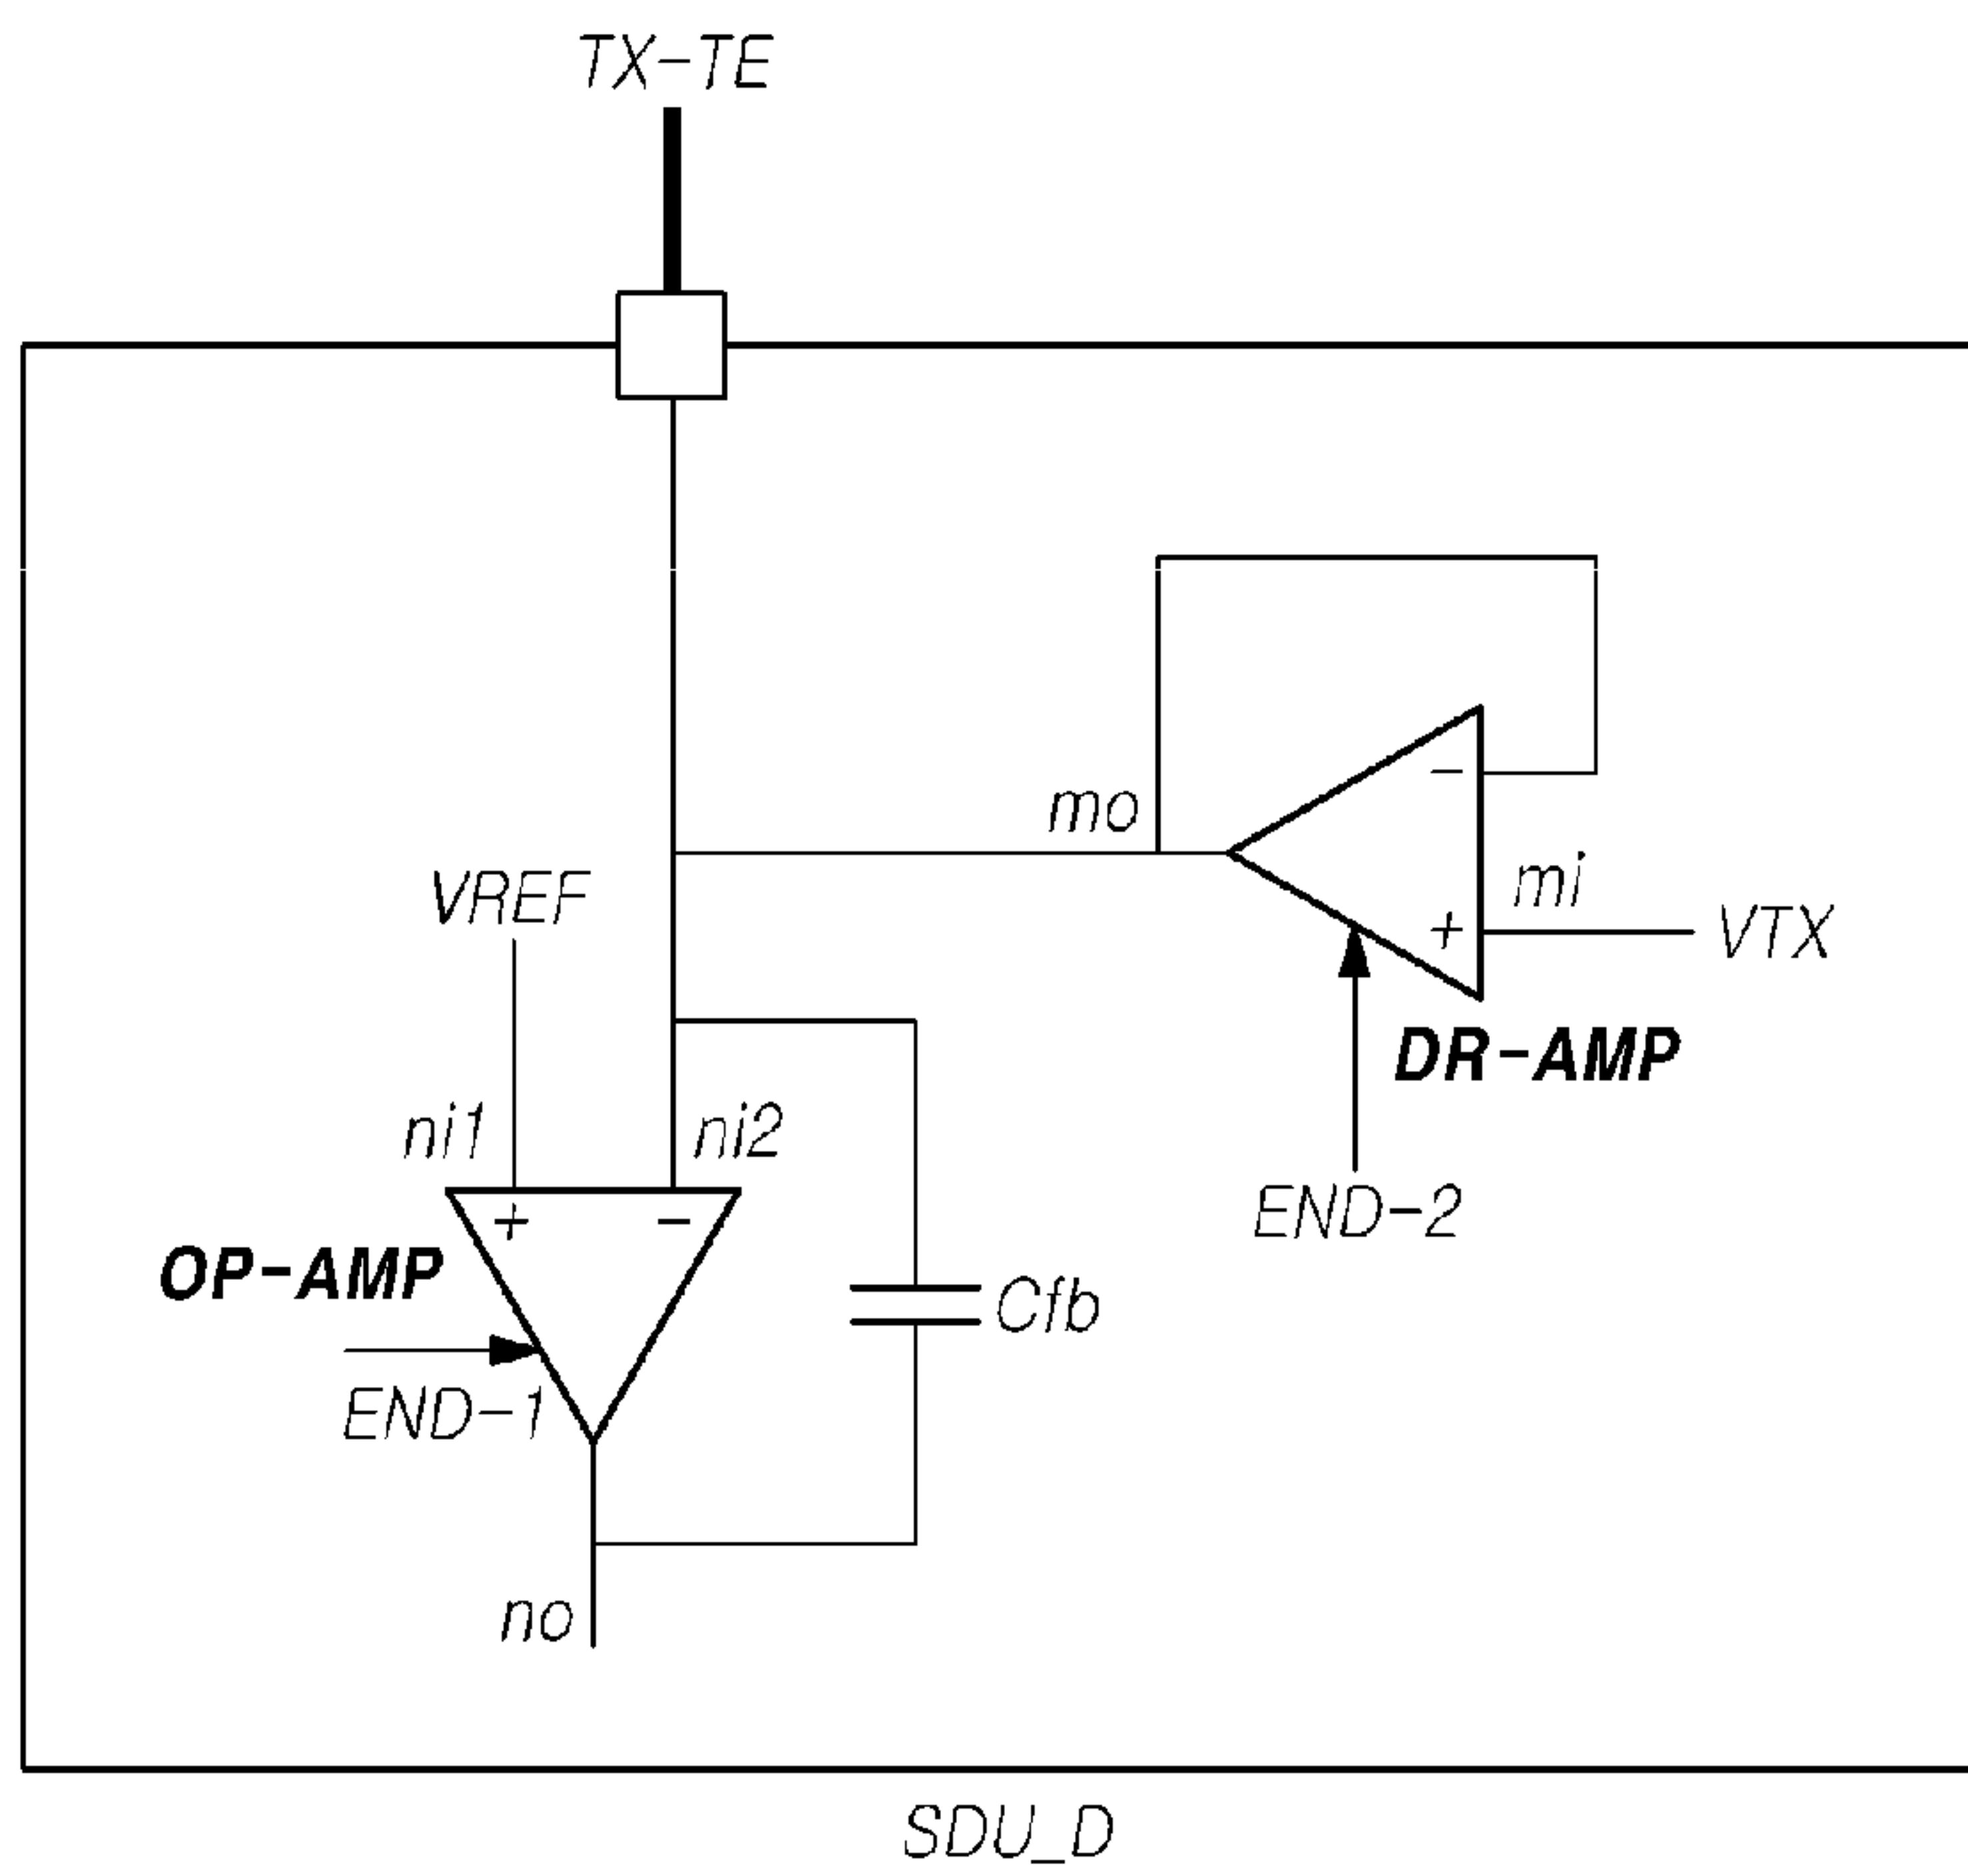 TX-TE
mo
mi
VREF
VTX
-
+
DR-AMP
ni1
ni2
END-2
+
-
OP-AMP
Cfb
END-1
no
SDU_D